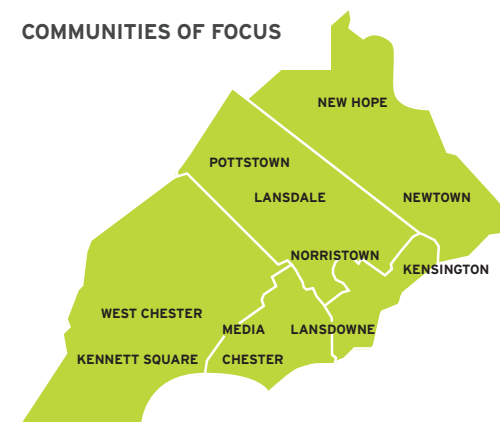 COMMUNITIES OF FOCUS
NEW HOPE
POTTSTOWN
LANSDALE
NEWTOWN
NORRISTOWN
KENSINGTON
WEST CHESTER
MEDIA
LANSDOWNE
KENNETT SQUARE
CHESTER